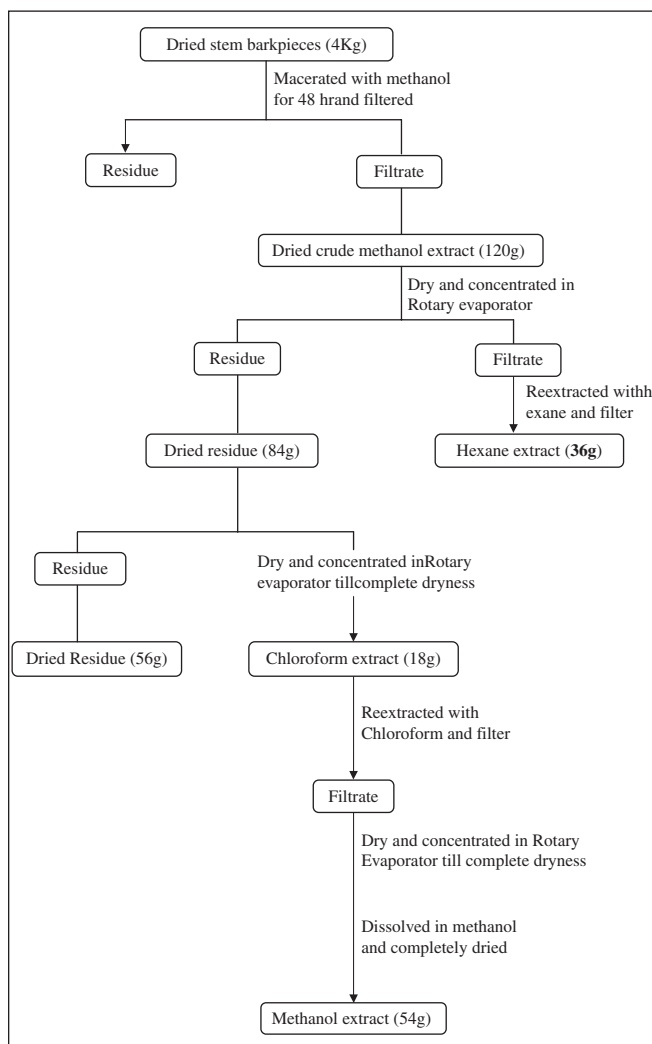 Dried stem barkpieces (4Kg)
Macerated with methanol
for 48 hrand filtered
Residue
Filtrate
Dried crude methanol extract (120g)
Dry and concentrated in
Rotary evaporator
Residue
Filtrate
Reextracted withh
exane and filter
Dried residue (84g)
Hexane extract (36g)
Residue
Dry and concentrated inRotary
evaporator tillcomplete dryness
Dried Residue (56g)
Chloroform extract (18g)
Reextracted with
Chloroform and filter
Filtrate
Dry and concentrated in Rotary
Evaporator till complete dryness
Dissolved in methanol
and completely dried
Methanol extract (54g)